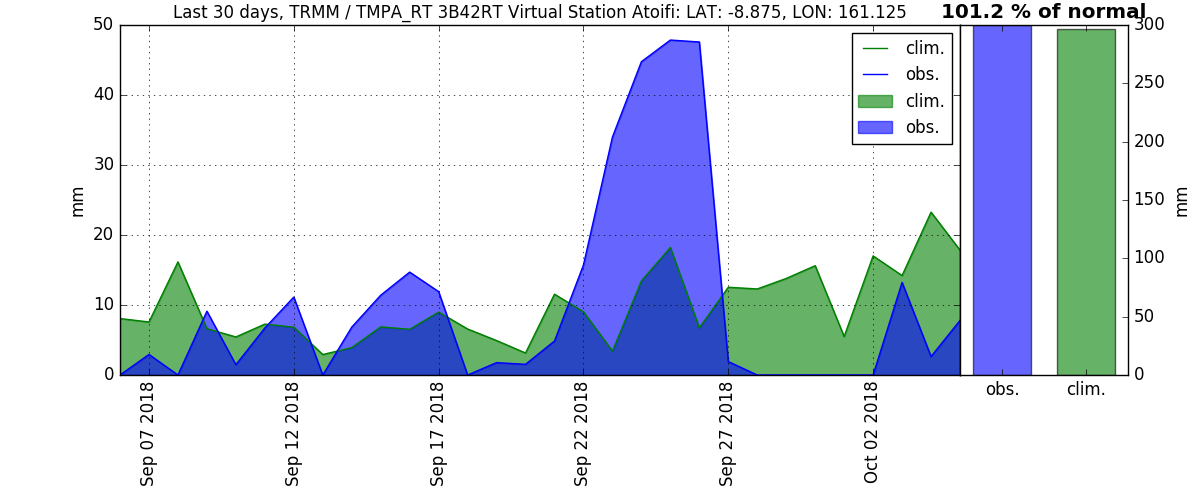 Last 30 days, TRMM / TMPA_RT 3B42RT Virtual Station Atoifi: LAT: -8.875, LON: 161.125
101.2 % of normal
50
40
30
20
10
0
mm
clim.
obs.
clim.
obs.
300
250
200
150
100
50
0
mm
Sep 07 2018
Sep 12 2018
Sep 17 2018
Sep 22 2018
Sep 27 2018
Oct 02 2018
obs.
clim.